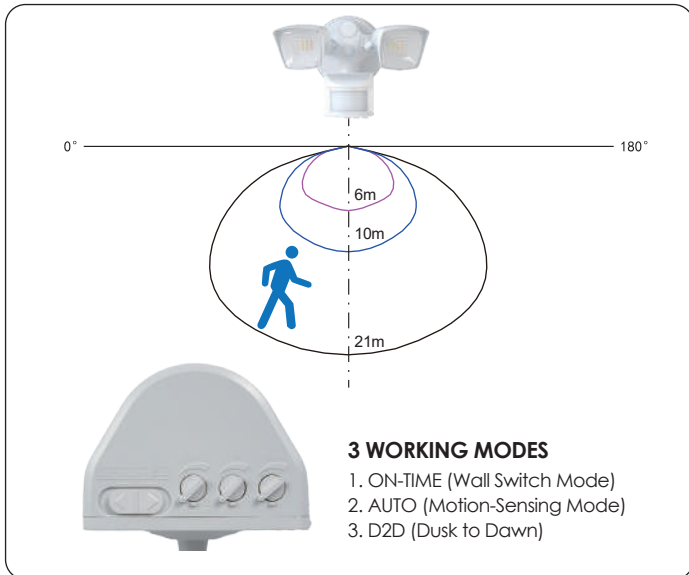 0°
180°
6m
10m
21m
3 WORKING MODES
1. ON-TIME (Wall Switch Mode)
2. AUTO (Motion-Sensing Mode)
3. D2D (Dusk to Dawn)